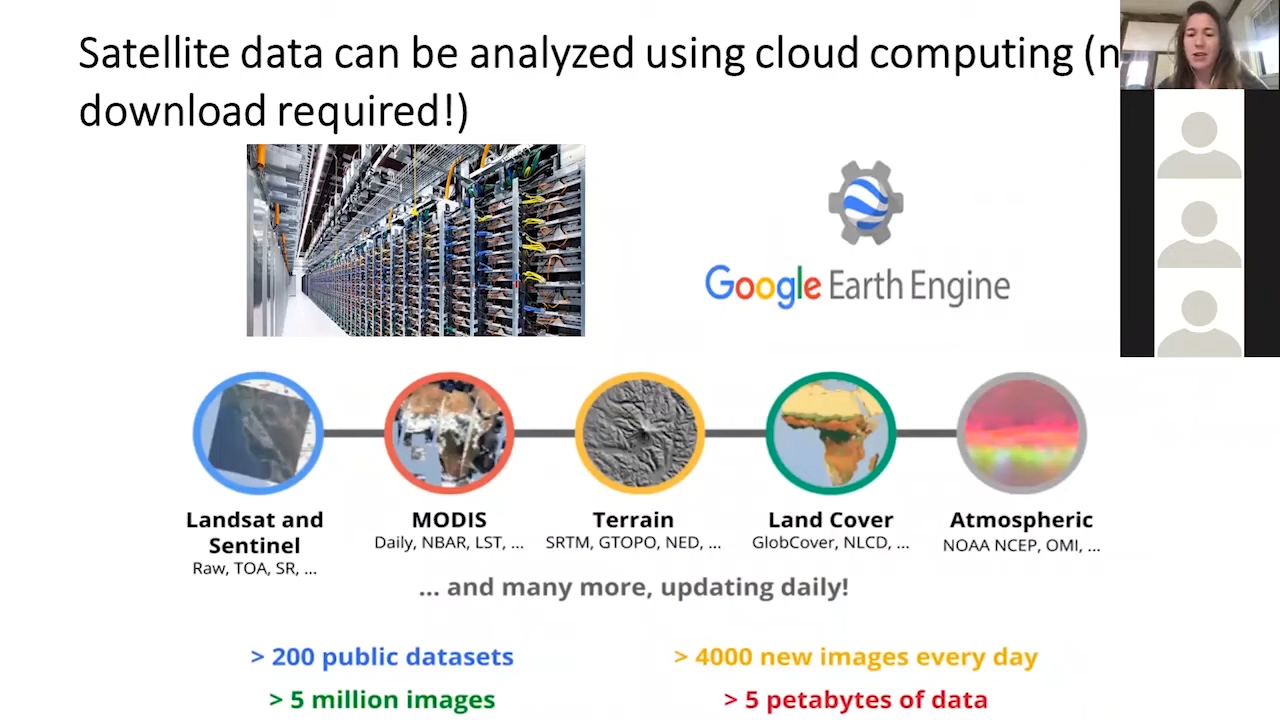 Satellite data can be analyzed using cloud computing (n
download required!)
Google Earth Engine
Landsat and
Sentinel
Raw, TOA, SR, ...
MODIS
Daily, NBAR, LST, ...
Terrain
SRTM, GTOPO, NED, ...
Land Cover
GlobCover, NLCD, ...
Atmospheric
NOAA NCEP, OMI, ...
... and many more, updating daily!
> 200 public datasets
> 4000 new images every day
> 5 million images
> 5 petabytes of data